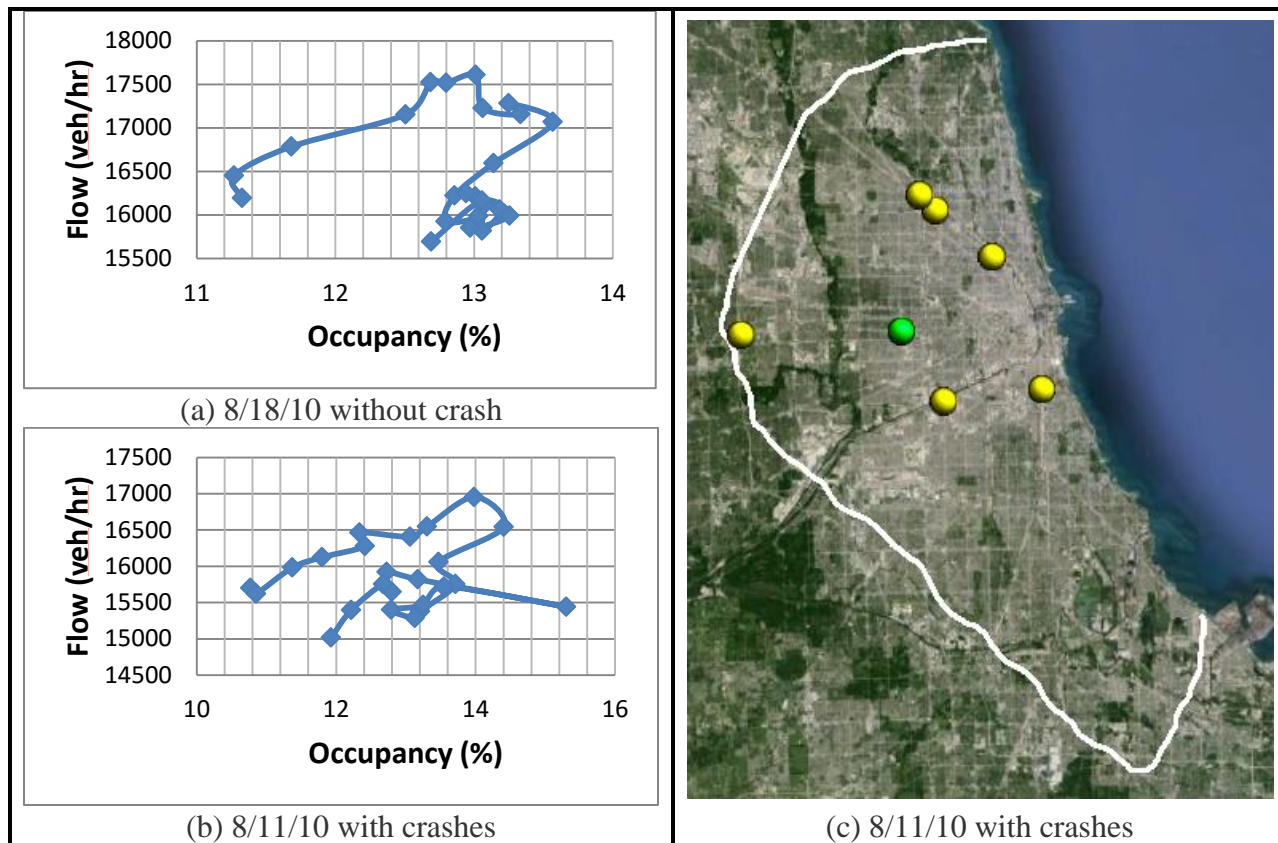 18000
17500
17000
16500
16000
15500
Flow (veh/hr)
11 12 13 14
Occupancy (%)
(a) 8/18/10 without crash
17500
17000
16500
16000
15500
15000
14500
Flow (veh/hr)
10 12 14 16
Occupancy (%)
(b) 8/11/10 with crashes
(c) 8/11/10 with crashes